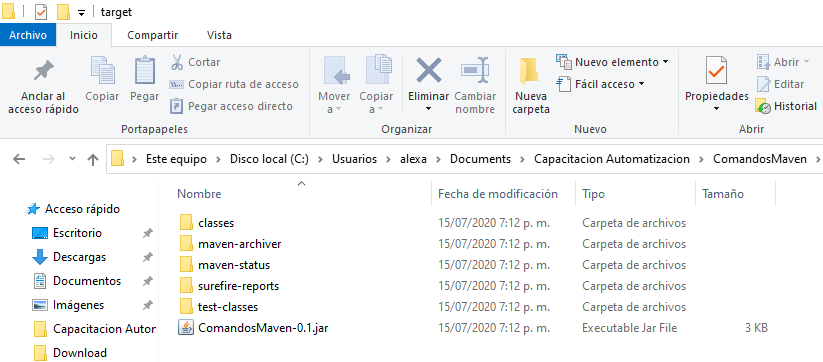 target
Archivo Inicio Compartir Vista
Anclar al acceso rápido
Copiar
Pegar
Cortar
Copiar ruta de acceso
Pegar acceso directo
Portapapeles
Mover a
Copiar a
Eliminar
Cambiar nombre
Organizar
Nueva carpeta
Nuevo elemento
Fácil acceso
Nuevo
Propiedades
Abrir
Editar
Historial
Abrir
Este equipo > Disco local (C:) > Usuarios > alexa > Documents > Capacitacion Automatizacion > ComandosMaven >
Acceso rápido
Escritorio
Descargas
Documentos
Imágenes
Capacitacion Autom
Download
Nombre Fecha de modificación Tipo Tamaño
classes 15/07/2020 7:12 p. m. Carpeta de archivos
maven-archiver 15/07/2020 7:12 p. m. Carpeta de archivos
maven-status 15/07/2020 7:12 p. m. Carpeta de archivos
surefire-reports 15/07/2020 7:12 p. m. Carpeta de archivos
test-classes 15/07/2020 7:12 p. m. Carpeta de archivos
ComandosMaven-0.1.jar 15/07/2020 7:12 p. m. Executable Jar File 3 KB